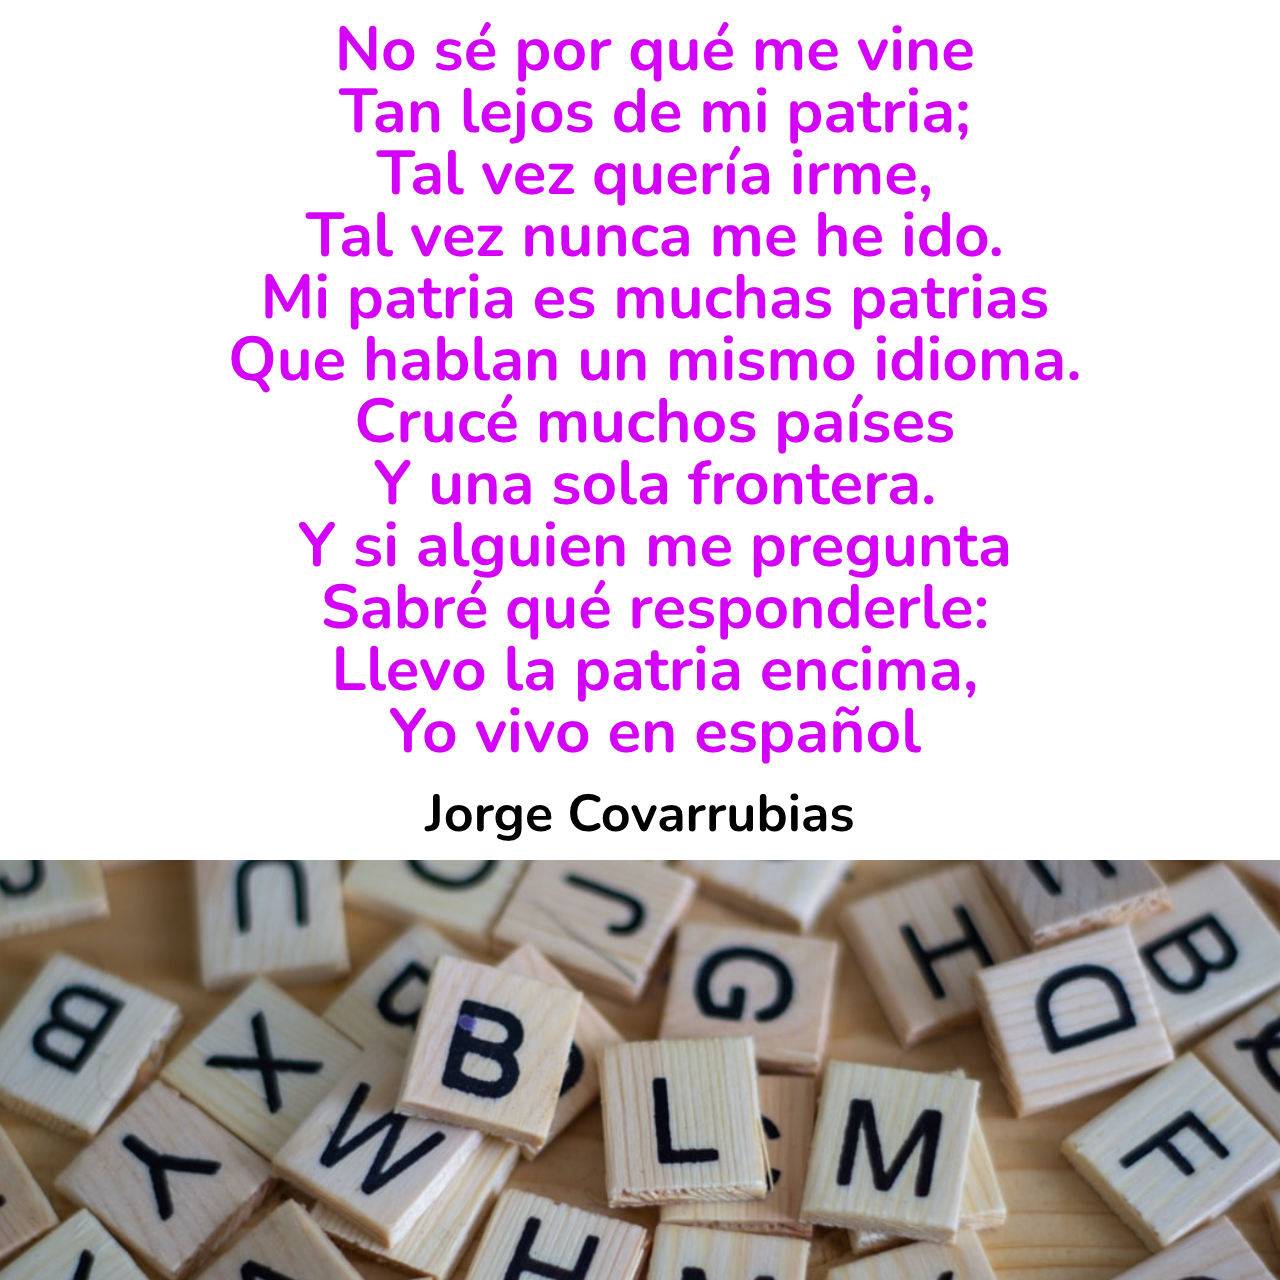 No sé por qué me vine
Tan lejos de mi patria;
Tal vez quería irme,
Tal vez nunca me he ido.
Mi patria es muchas patrias
Que hablan un mismo idioma.
Crucé muchos países
Y una sola frontera.
Y si alguien me pregunta
Sabré qué responderle:
Llevo la patria encima,
Yo vivo en español
Jorge Covarrubias
J U O J G H B
B X B D
Y W L M F
H